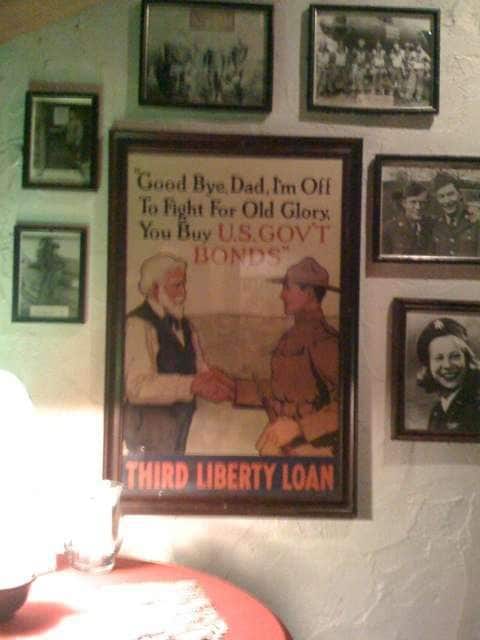 "Good Bye, Dad, I'm Off
To Fight For Old Glory,
You Buy U.S. GOV'T
BONDS"
THIRD LIBERTY LOAN